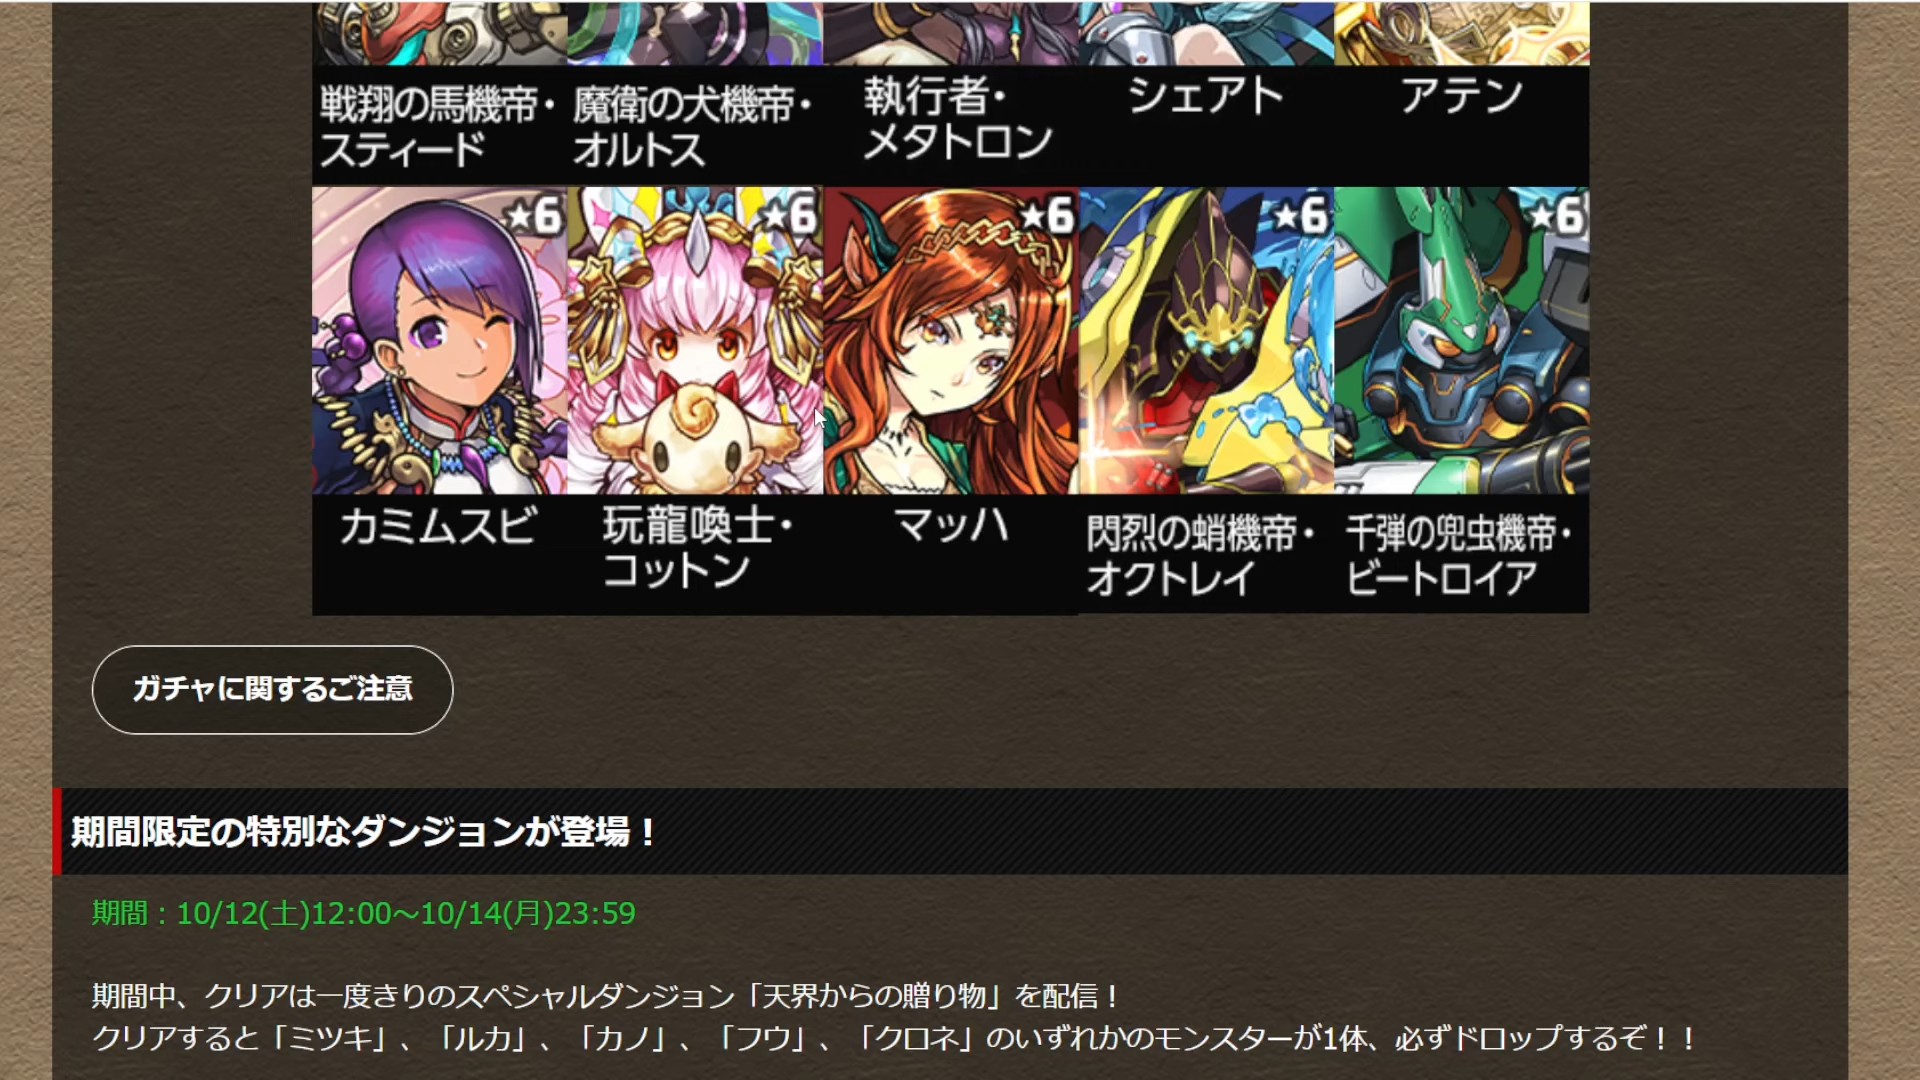 戦翔の馬機帝・
スティード
魔衛の犬機帝・
オルトス
執行者・
メタトロン
シェアト
アテン
★6
★6
★6
★6
★6
カミムスビ
玩龍喚士・
コットン
マッハ
閃烈の蛸機帝・
オクトレイ
千弾の兜虫機帝・
ビートロイア
ガチャに関するご注意
期間限定の特別なダンジョンが登場！
期間：10/12(土)12:00～10/14(月)23:59
期間中、クリアは一度きりのスペシャルダンジョン「天界からの贈り物」を配信！
クリアすると「ミツキ」、「ルカ」、「カノ」、「フウ」、「クロネ」のいずれかのモンスターが1体、必ずドロップするぞ！！